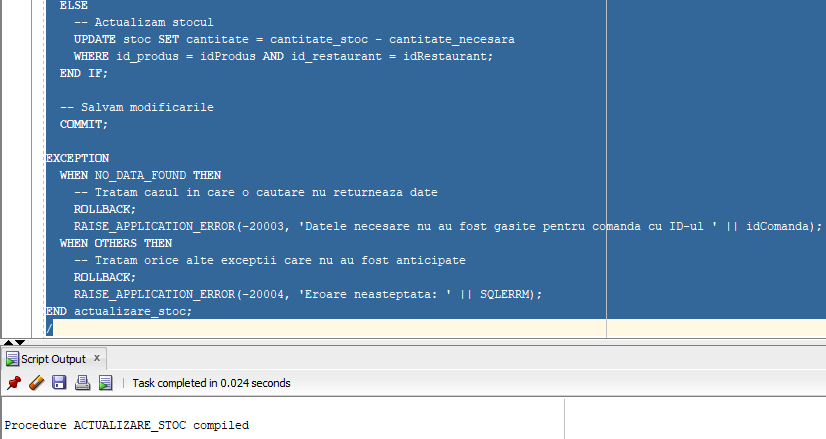 ELSE
-- Actualizam stocul
UPDATE stoc SET cantitate = cantitate_stoc - cantitate_necesara
WHERE id_produs = idProdus AND id_restaurant = idRestaurant;
END IF;
-- Salvam modificarile
COMMIT;
EXCEPTION
WHEN NO_DATA_FOUND THEN
-- Tratam cazul in care o cautare nu returneaza date
ROLLBACK;
RAISE_APPLICATION_ERROR(-20003, 'Datele necesare nu au fost gasite pentru comanda cu ID-ul ' || idComanda);
WHEN OTHERS THEN
-- Tratam orice alte exceptii care nu au fost anticipate
ROLLBACK;
RAISE_APPLICATION_ERROR(-20004, 'Eroare neasteptata: ' || SQLERRM);
END actualizare_stoc;
/
Script Output x
Task completed in 0.024 seconds
Procedure ACTUALIZARE_STOC compiled